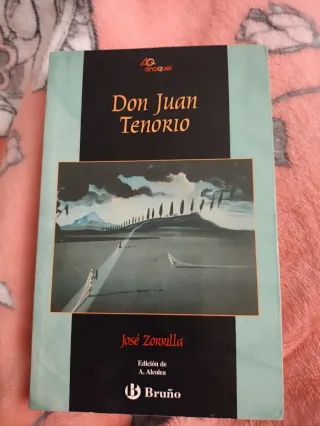 anaquel
Don Juan
Tenorio
José Zorrilla
Edición de
A. Alcolea
B Bruño